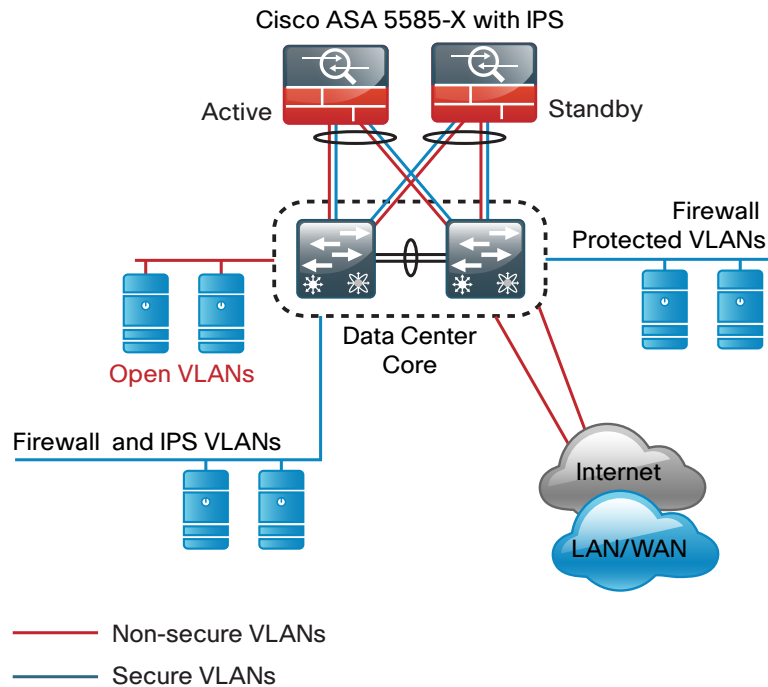 Cisco ASA 5585-X with IPS
Active
Standby
Firewall
Protected VLANs
Data Center
Core
Open VLANs
Firewall and IPS VLANs
Internet
LAN/WAN
Non-secure VLANs
Secure VLANs